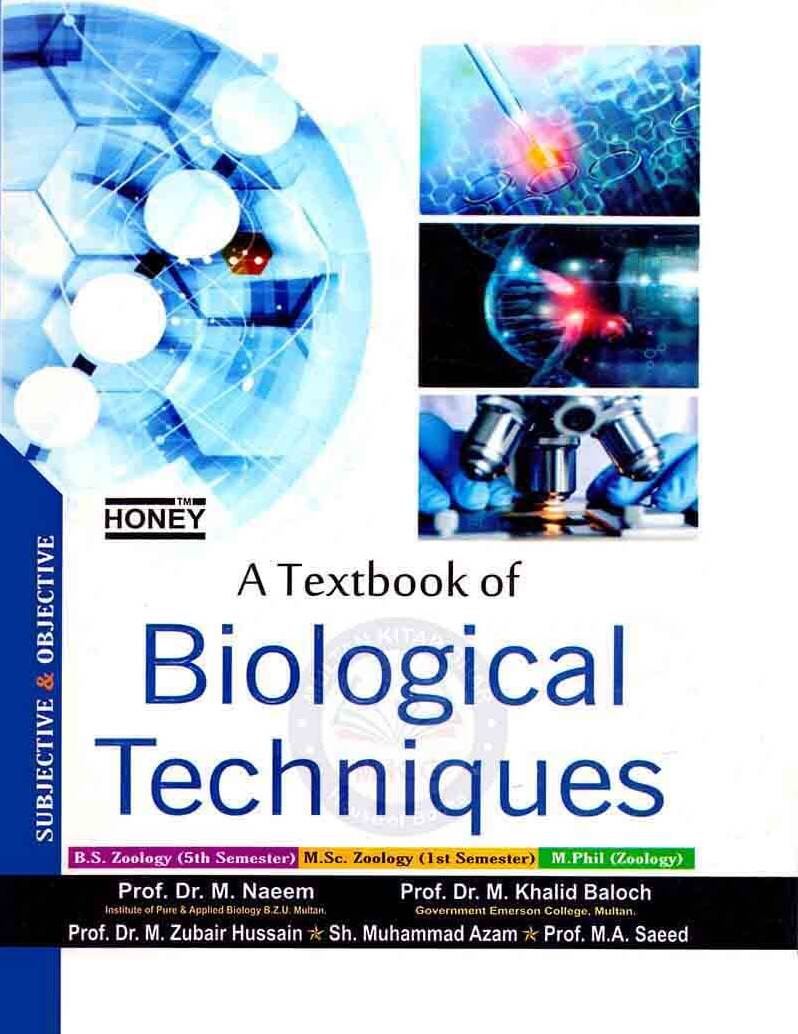 TM
HONEY
A Textbook of
Biological
Techniques
SUBJECTIVE & OBJECTIVE
B.S. Zoology (5th Semester) M.Sc. Zoology (1st Semester) M.Phil (Zoology)
Prof. Dr. M. Naeem
Institute of Pure & Applied Biology B.Z.U. Multan.
Prof. Dr. M. Khalid Baloch
Government Emerson College, Multan.
Prof. Dr. M. Zubair Hussain ★ Sh. Muhammad Azam ★ Prof. M.A. Saeed